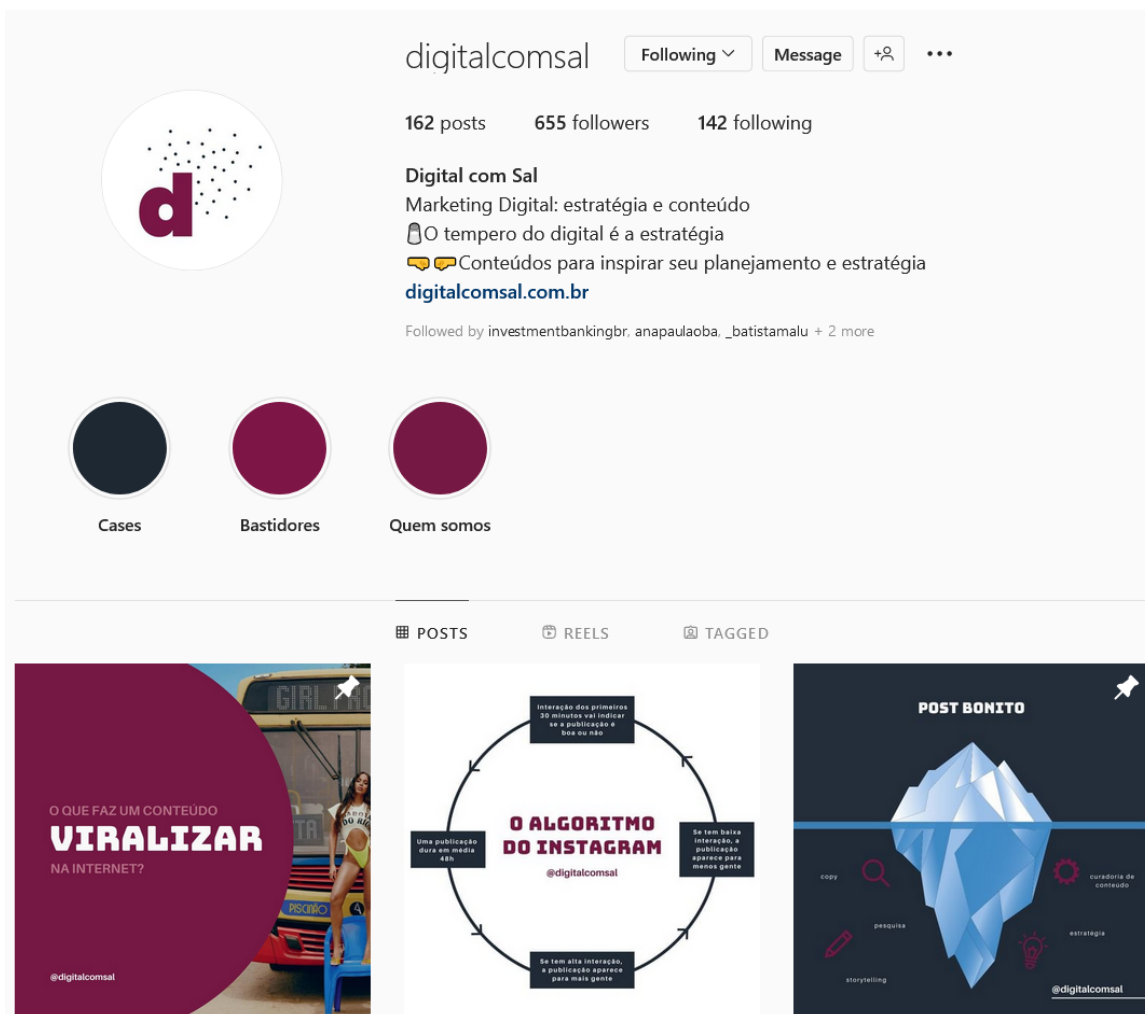 digitalcomsal Following Message
162 posts 655 followers 142 following
Digital com Sal
Marketing Digital: estratégia e conteúdo
O tempero do digital é a estratégia
Conteúdos para inspirar seu planejamento e estratégia
digitalcomsal.com.br
Followed by investmentbankingbr, anapaulaoba, _batistamalu + 2 more
d
Cases Bastidores Quem somos
POSTS REELS TAGGED
O QUE FAZ UM CONTEÚDO
VIRALIZAR
NA INTERNET?
@digitalcomsal
GIRL
PISCINÃO
Interação dos primeiros
30 minutos vai indicar
se a publicação é
boa ou não
Uma publicação
dura em média
48h
O ALGORITMO
DO INSTAGRAM
@digitalcomsal
Se tem baixa
interação, a
publicação
aparece para
menos gente
Se tem alta interação,
a publicação aparece
para mais gente
POST BONITO
copy
curadoria de
conteúdo
pesquisa
estratégia
storytelling
@digitalcomsal